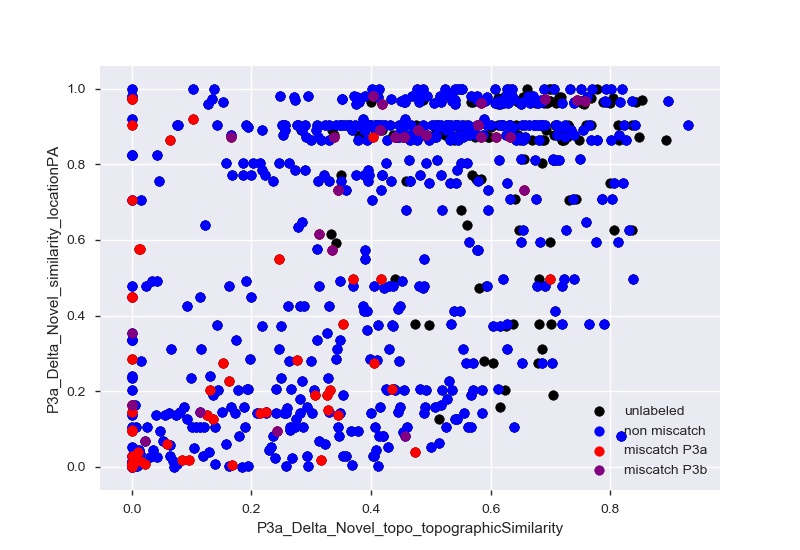 P3a_Delta_Novel_similarity_locationPA
1.0
0.8
0.6
0.4
0.2
0.0
unlabeled
non miscatch
miscatch P3a
miscatch P3b
0.0 0.2 0.4 0.6 0.8
P3a_Delta_Novel_topo_topographicSimilarity